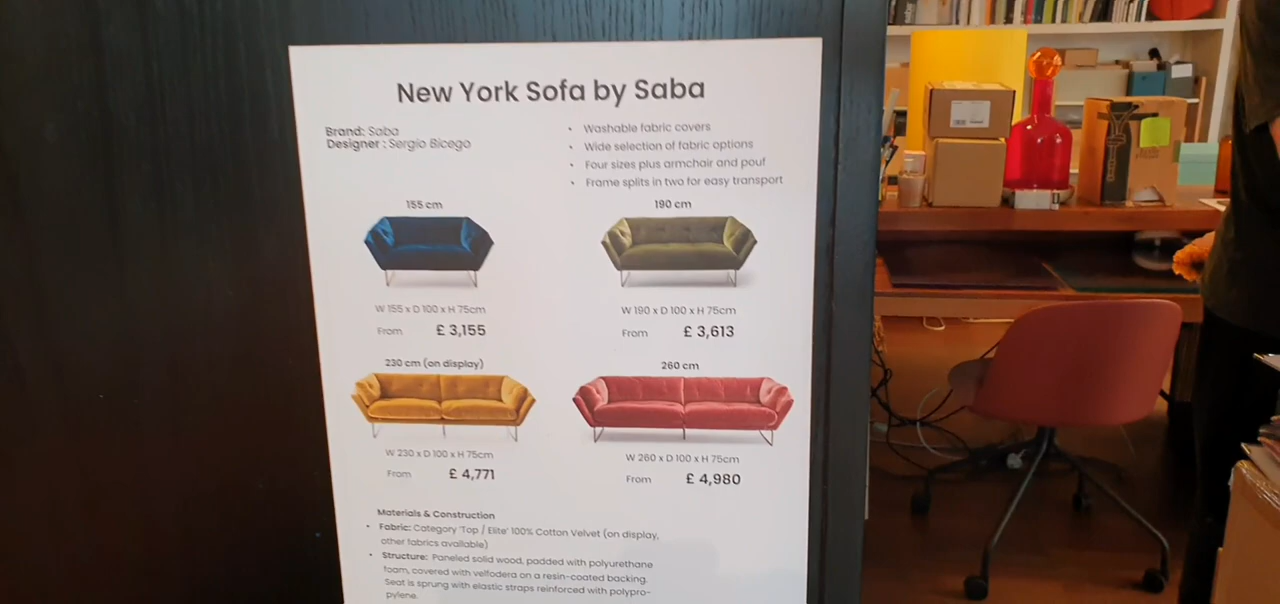 New York Sofa by Saba
Brand: Saba
Designer : Sergio Bicego
• Washable fabric covers
• Wide selection of fabric options
• Four sizes plus armchair and pouf
• Frame splits in two for easy transport
155 cm
190 cm
W 155 x D 100 x H 75cm
W 190 x D 100 x H 75cm
From £ 3,155
From £ 3,613
230 cm (on display)
260 cm
W 230 x D 100 x H 75cm
W 260 x D 100 x H 75cm
From £ 4,771
From £ 4,980
Materials & Construction
• Fabric: Category 'Top / Elite' 100% Cotton Velvet (on display,
other fabrics available)
• Structure: Paneled solid wood, padded with polyurethane
foam, covered with velfodera on a resin-coated backing.
Seat is sprung with elastic straps reinforced with polypro-
pylene.